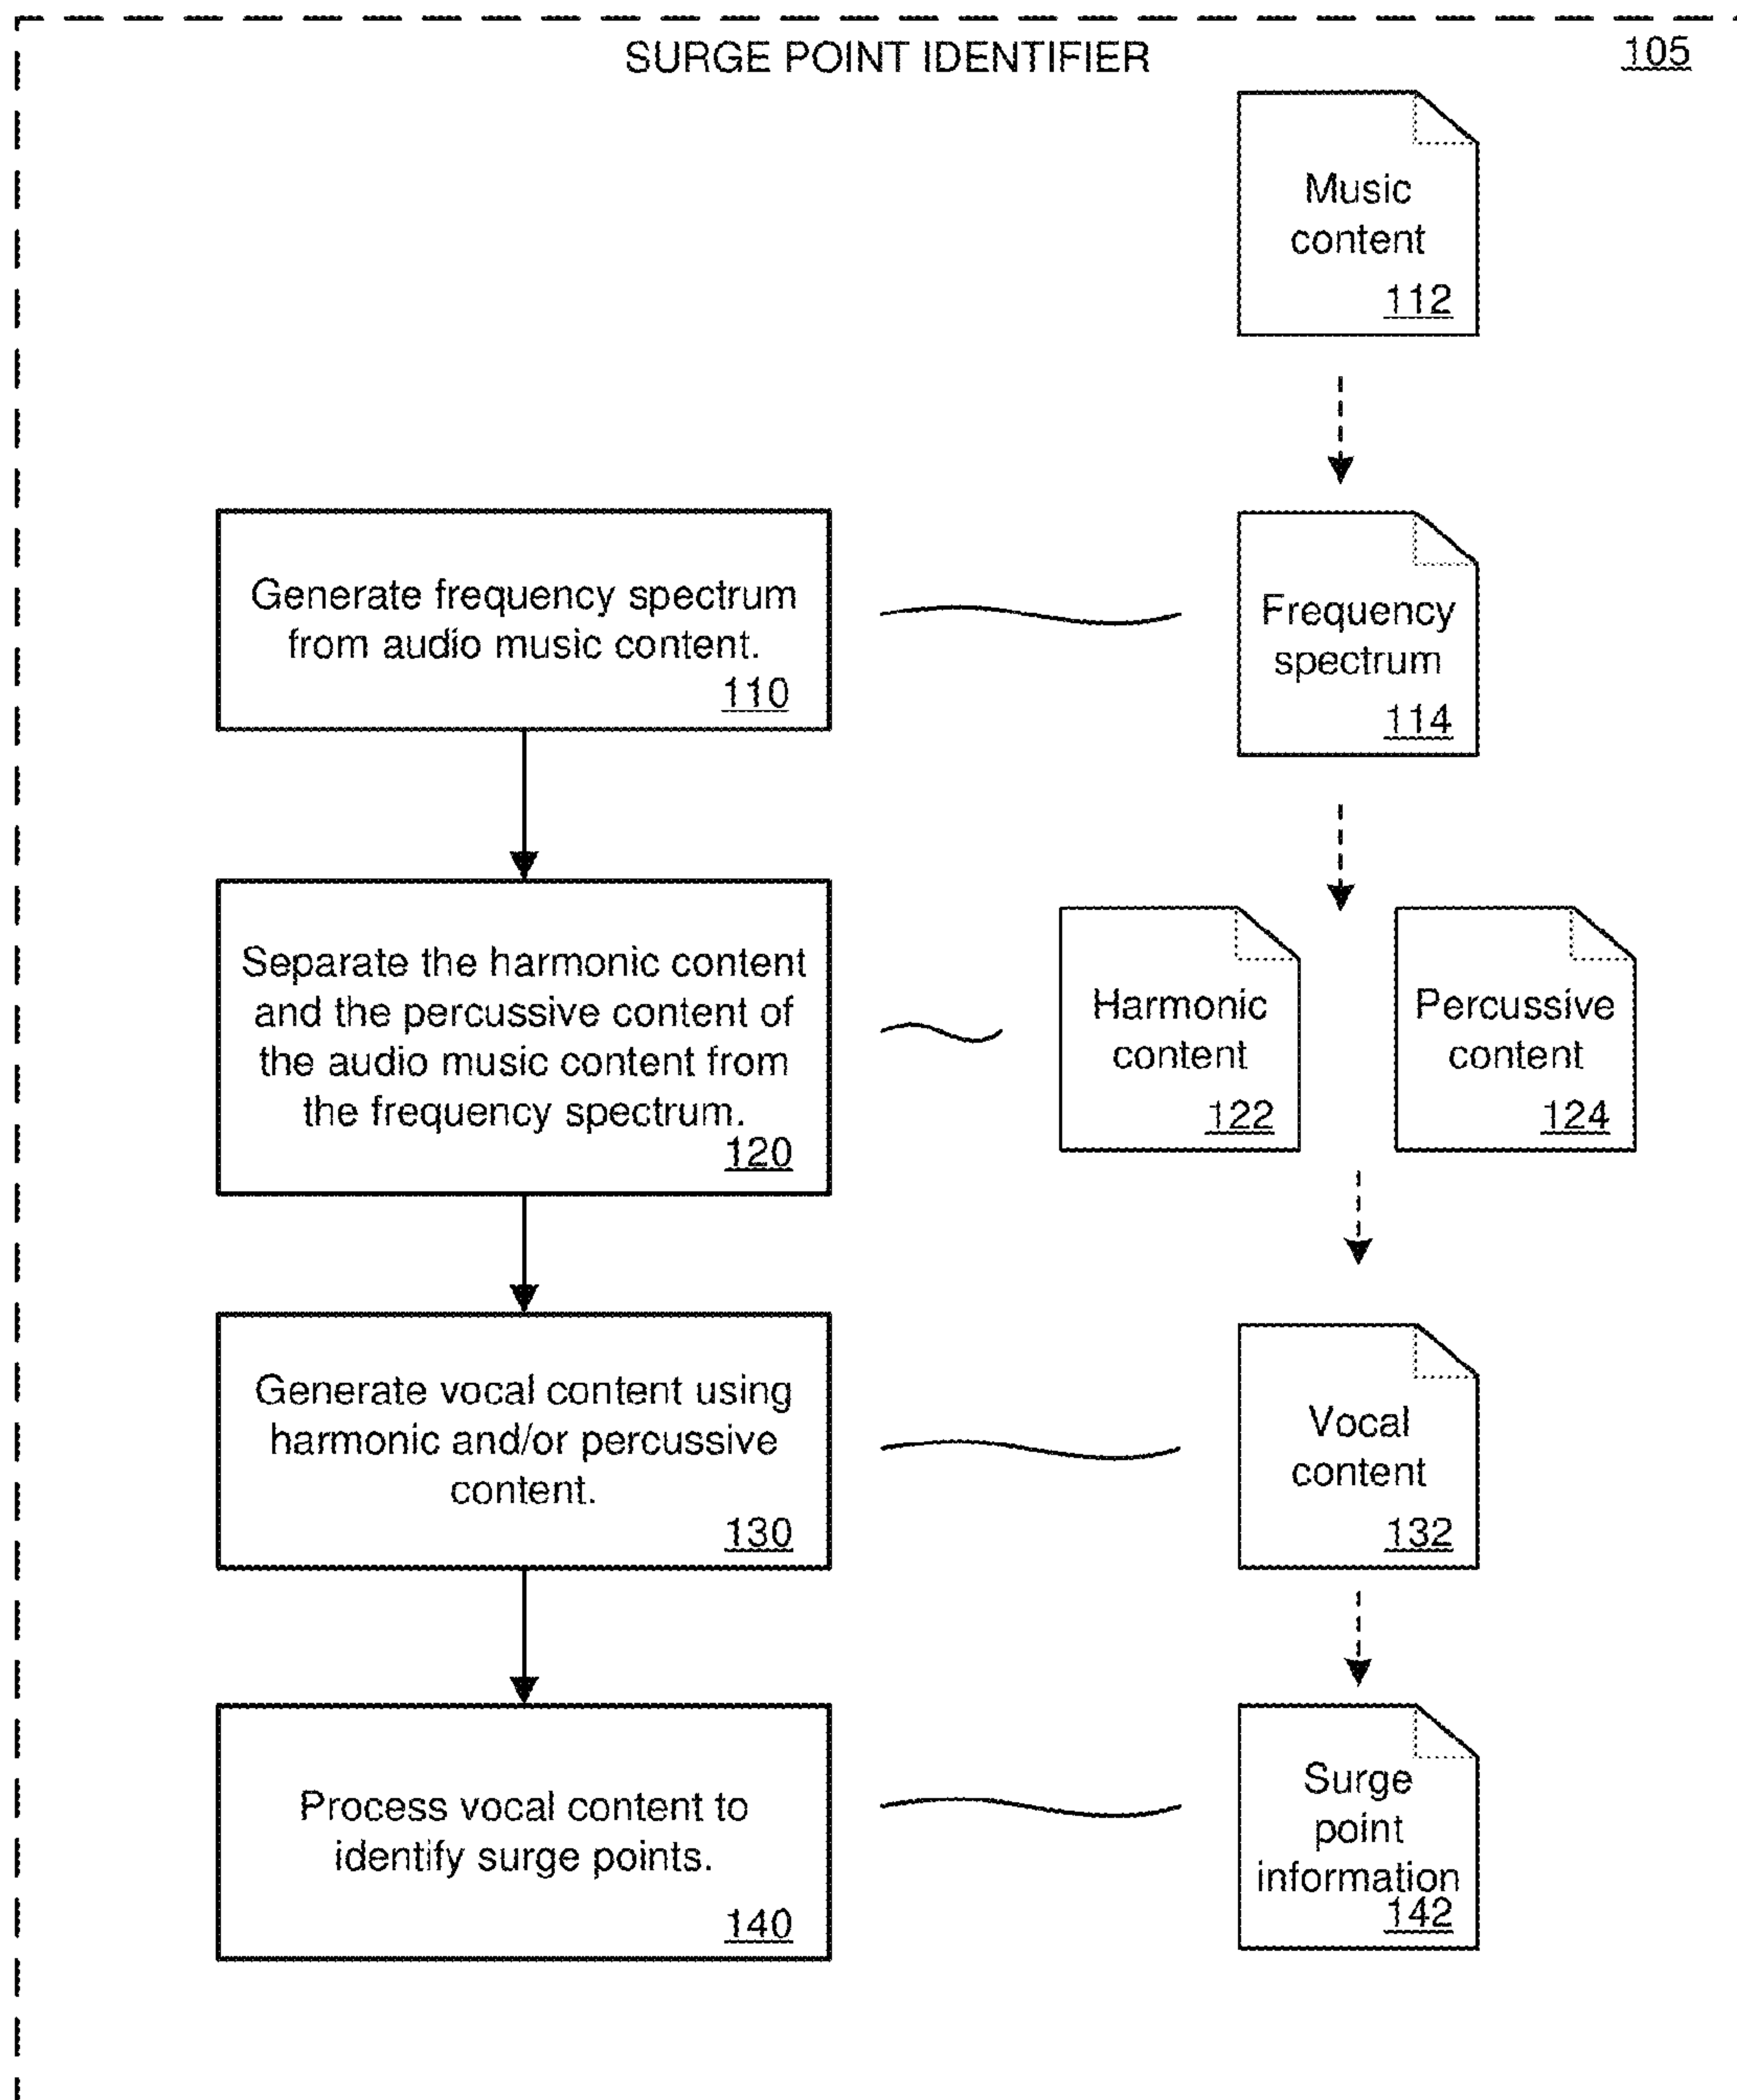 SURGE POINT IDENTIFIER
105
Music
content
112
Generate frequency spectrum
from audio music content.
110
Frequency
spectrum
114
Separate the harmonic content
and the percussive content of
the audio music content from
the frequency spectrum.
120
Harmonic
content
122
Percussive
content
124
Generate vocal content using
harmonic and/or percussive
content.
130
Vocal
content
132
Process vocal content to
identify surge points.
140
Surge
point
information
142